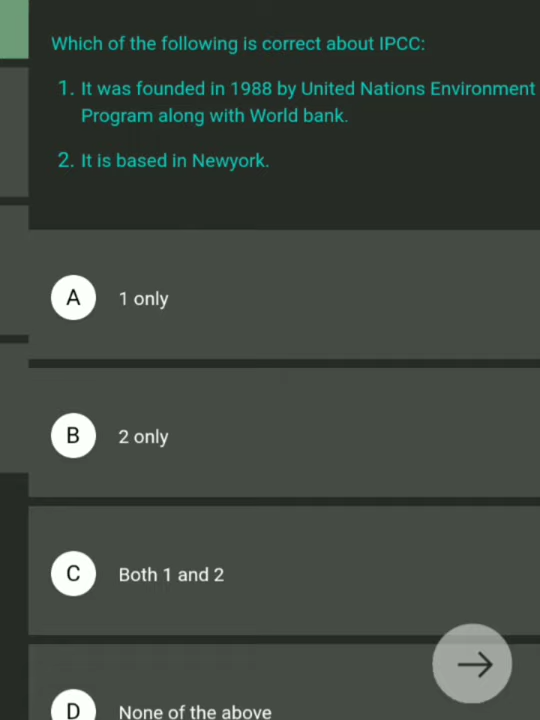 Which of the following is correct about IPCC:
1. It was founded in 1988 by United Nations Environment
Program along with World bank.
2. It is based in Newyork.
A 1 only
B 2 only
C Both 1 and 2
D None of the above